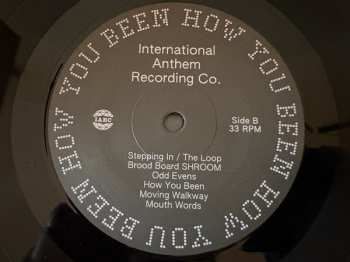 HOW YOU BEEN HOW YOU BEEN HOW YOU BEEN HOW YOU BEEN
International
Anthem
Recording Co.
IARC
Side B
33 RPM
Stepping In / The Loop
Brood Board SHROOM
Odd Evens
How You Been
Moving Walkway
Mouth Words